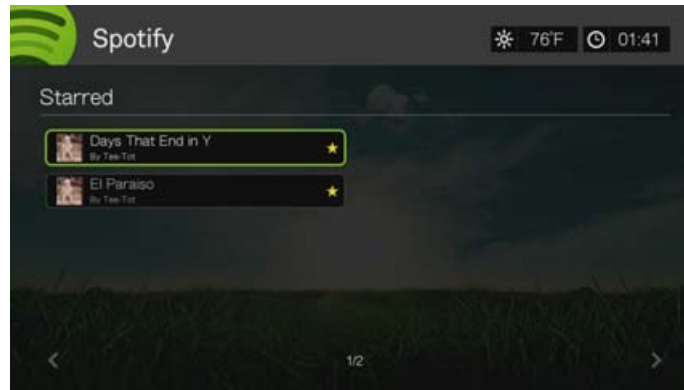 Spotify
76°F
01:41
Starred
Days That End in Y
By Tee-Tot
El Paraiso
By Tee-Tot
1/2